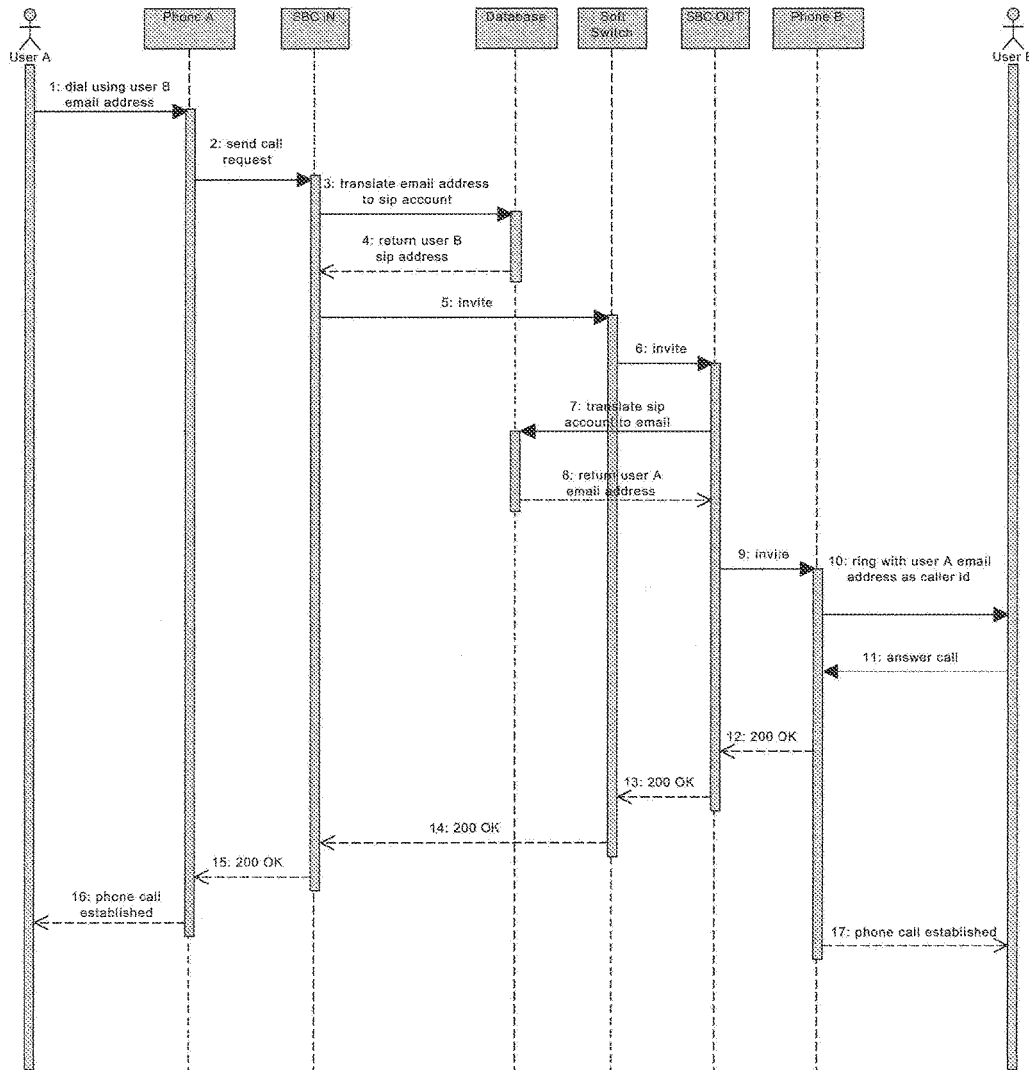 Phone A
SBC IN
Database
Soft
Switch
SBC OUT
Phone B
User A
User B
1: dial using user B
email address
2: send call
request
3: translate email address
to sip account
4: return user B
sip address
5: invite
6: invite
7: translate sip
account to email
8: return user A
email address
9: invite
10: ring with user A email
address as caller id
11: answer call
12: 200 OK
13: 200 OK
14: 200 OK
15: 200 OK
16: phone call
established
17: phone call established